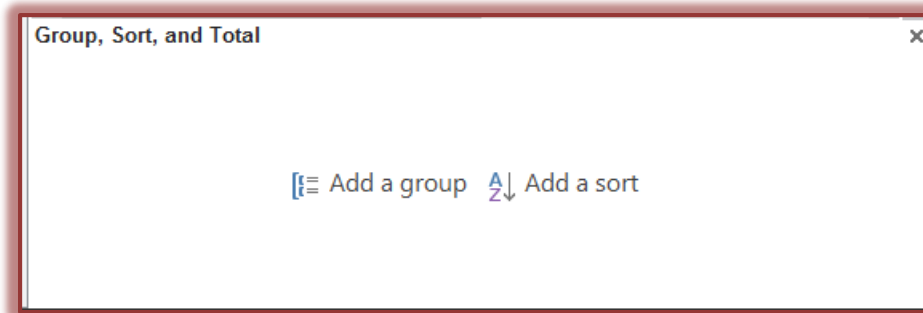 Group, Sort, and Total
Add a group A Z Add a sort